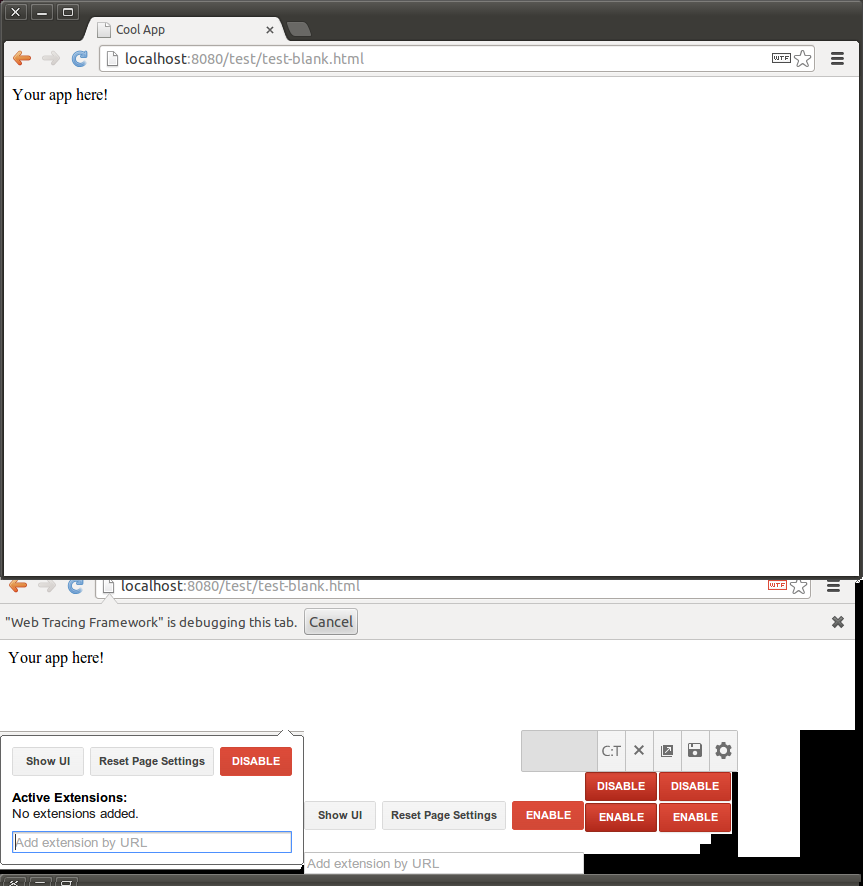 Cool App
localhost:8080/test/test-blank.html WTF
Your app here!
localhost:8080/test/test-blank.html WTF
"Web Tracing Framework" is debugging this tab. Cancel
Your app here!
Show UI Reset Page Settings DISABLE
Active Extensions:
No extensions added.
Add extension by URL
C:T
DISABLE DISABLE
Show UI Reset Page Settings ENABLE ENABLE ENABLE
Add extension by URL